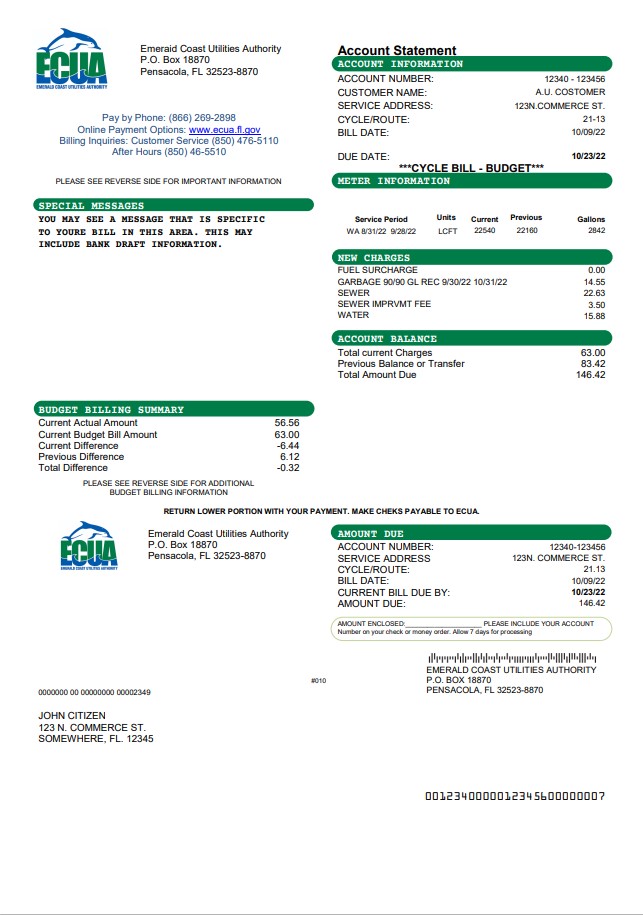 ECUA
EMERALD COAST UTILITIES AUTHORITY
Emeraid Coast Utilities Authority
P.O. Box 18870
Pensacola, FL 32523-8870
Pay by Phone: (866) 269-2898
Online Payment Options: www.ecua.fl.gov
Billing Inquiries: Customer Service (850) 476-5110
After Hours (850) 46-5510
PLEASE SEE REVERSE SIDE FOR IMPORTANT INFORMATION
Account Statement
ACCOUNT INFORMATION
ACCOUNT NUMBER: 12340 - 123456
CUSTOMER NAME: A.U. COSTOMER
SERVICE ADDRESS: 123N.COMMERCE ST.
CYCLE/ROUTE: 21-13
BILL DATE: 10/09/22
DUE DATE: 10/23/22
***CYCLE BILL - BUDGET***
METER INFORMATION
Service Period Units Current Previous Gallons
WA 8/31/22 9/28/22 LCFT 22540 22160 2842
SPECIAL MESSAGES
YOU MAY SEE A MESSAGE THAT IS SPECIFIC
TO YOURE BILL IN THIS AREA. THIS MAY
INCLUDE BANK DRAFT INFORMATION.
NEW CHARGES
FUEL SURCHARGE 0.00
GARBAGE 90/90 GL REC 9/30/22 10/31/22 14.55
SEWER 22.63
SEWER IMPRVMT FEE 3.50
WATER 15.88
ACCOUNT BALANCE
Total current Charges 63.00
Previous Balance or Transfer 83.42
Total Amount Due 146.42
BUDGET BILLING SUMMARY
Current Actual Amount 56.56
Current Budget Bill Amount 63.00
Current Difference -6.44
Previous Difference 6.12
Total Difference -0.32
PLEASE SEE REVERSE SIDE FOR ADDITIONAL
BUDGET BILLING INFORMATION
RETURN LOWER PORTION WITH YOUR PAYMENT. MAKE CHEKS PAYABLE TO ECUA.
ECUA
EMERALD COAST UTILITIES AUTHORITY
Emerald Coast Utilities Authority
P.O. Box 18870
Pensacola, FL 32523-8870
AMOUNT DUE
ACCOUNT NUMBER: 12340-123456
SERVICE ADDRESS 123N. COMMERCE ST.
CYCLE/ROUTE: 21.13
BILL DATE: 10/09/22
CURRENT BILL DUE BY: 10/23/22
AMOUNT DUE: 146.42
AMOUNT ENCLOSED:____________________ PLEASE INCLUDE YOUR ACCOUNT
Number on your check or money order. Allow 7 days for processing
EMERALD COAST UTILITIES AUTHORITY
P.O. BOX 18870
PENSACOLA, FL 32523-8870
#010
0000000 00 00000000 00002349
JOHN CITIZEN
123 N. COMMERCE ST.
SOMEWHERE, FL. 12345
001234000001234560000007